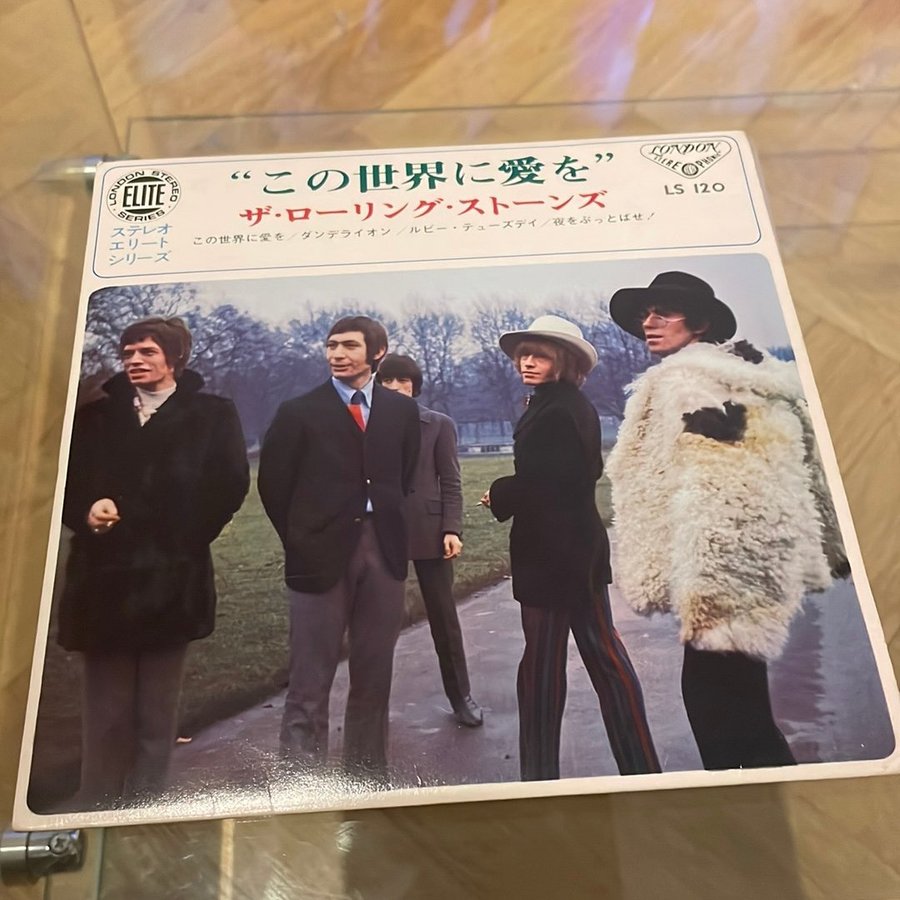 LONDON STEREO
ELITE
SERIES
ステレオ
エリート
シリーズ
“この世界に愛を”
ザ・ローリング・ストーンズ
この世界に愛を／ダンデライオン／ルビー・テューズデイ／夜をぶっとばせ！
LONDON
STEREOPHONIC
LS 120